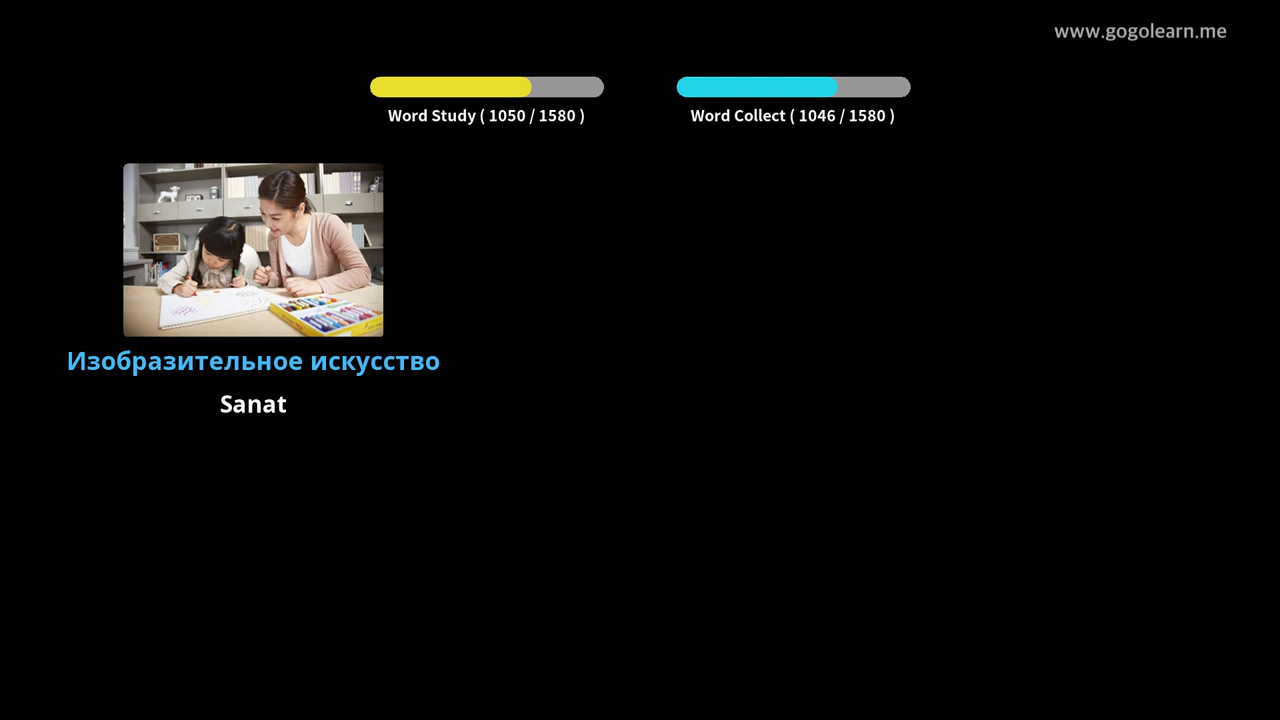 www.gogolearn.me
Word Study ( 1050 / 1580 )
Word Collect ( 1046 / 1580 )
Изобразительное искусство
Sanat